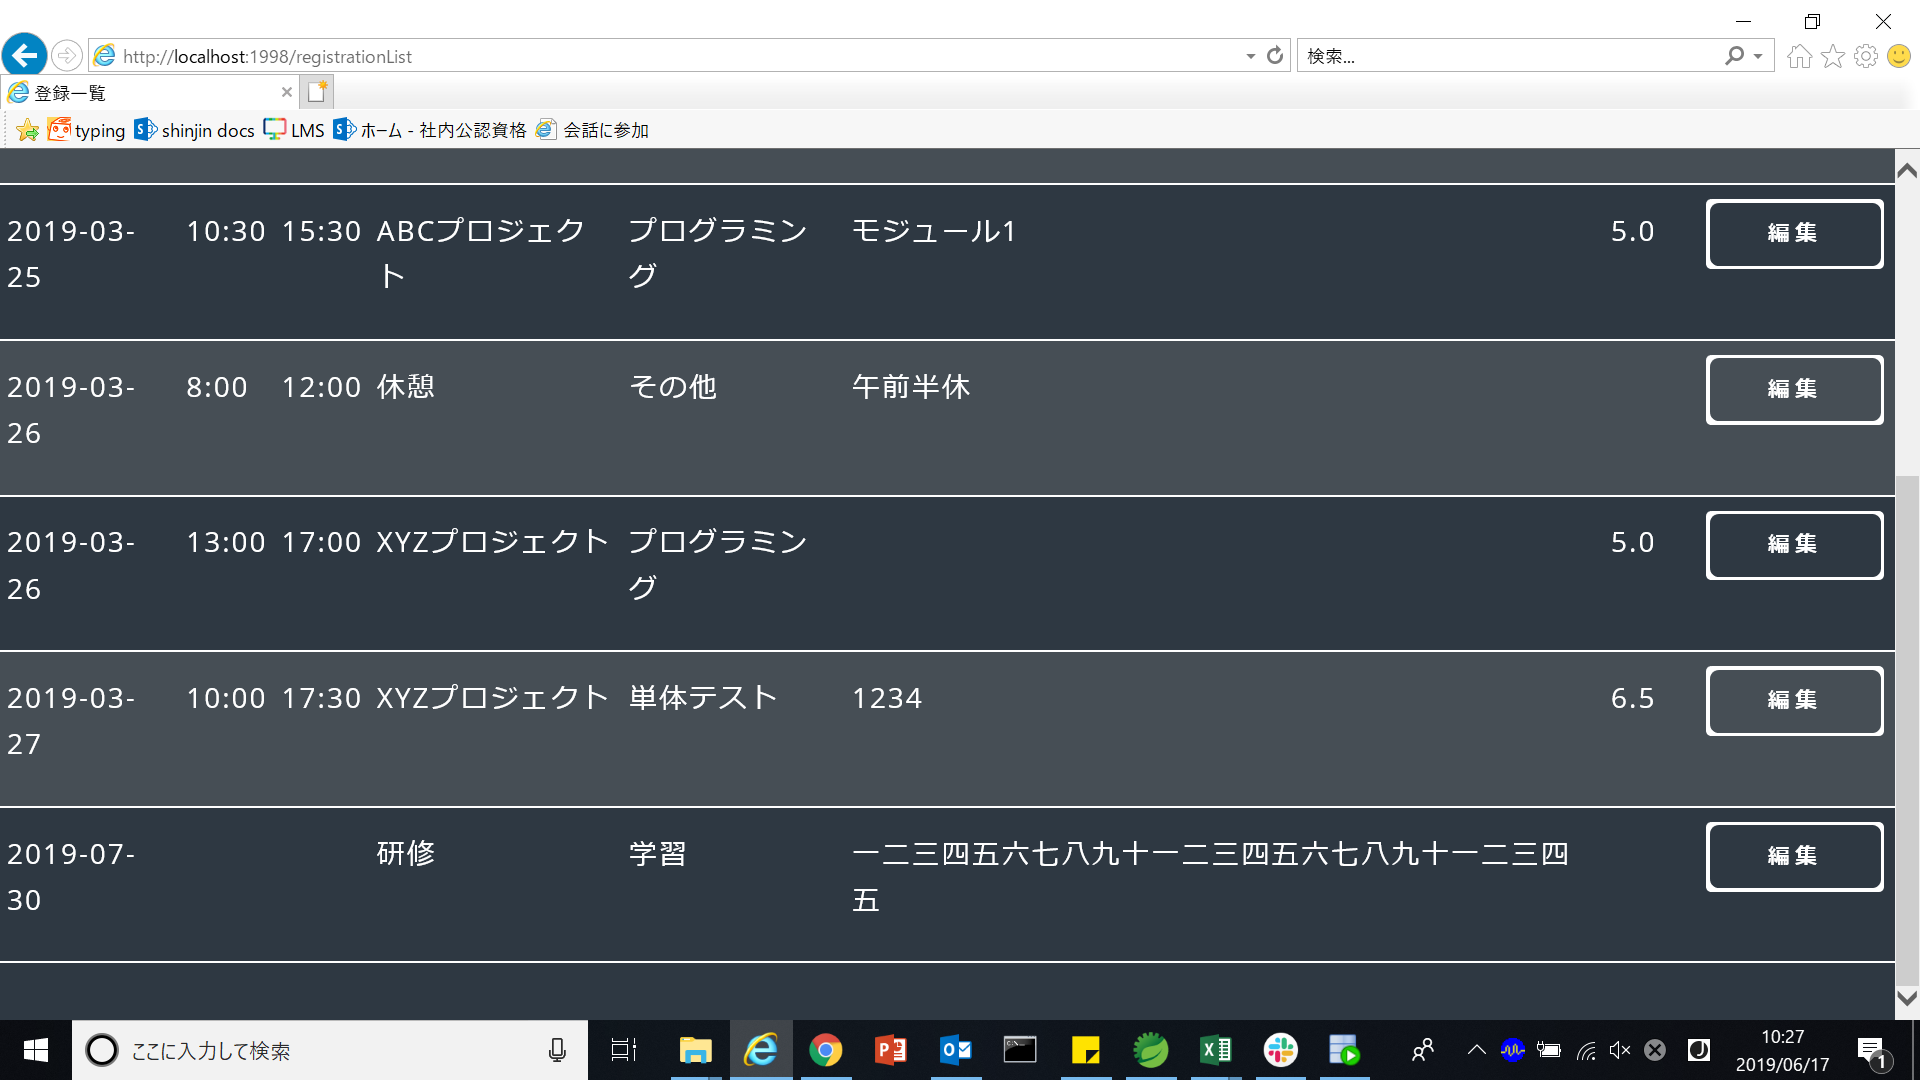 http://localhost:1998/registrationList
検索...
登録一覧
typing shinjin docs LMS ホーム - 社内公認資格 会話に参加
2019-03-25 10:30 15:30 ABCプロジェクト プログラミング モジュール1 5.0 編集
2019-03-26 8:00 12:00 休憩 その他 午前半休 編集
2019-03-26 13:00 17:00 XYZプロジェクト プログラミング 5.0 編集
2019-03-27 10:00 17:30 XYZプロジェクト 単体テスト 1234 6.5 編集
2019-07-30 研修 学習 一二三四五六七八九十一二三四五六七八九十一二三四五 編集
ここに入力して検索
10:27
2019/06/17
1